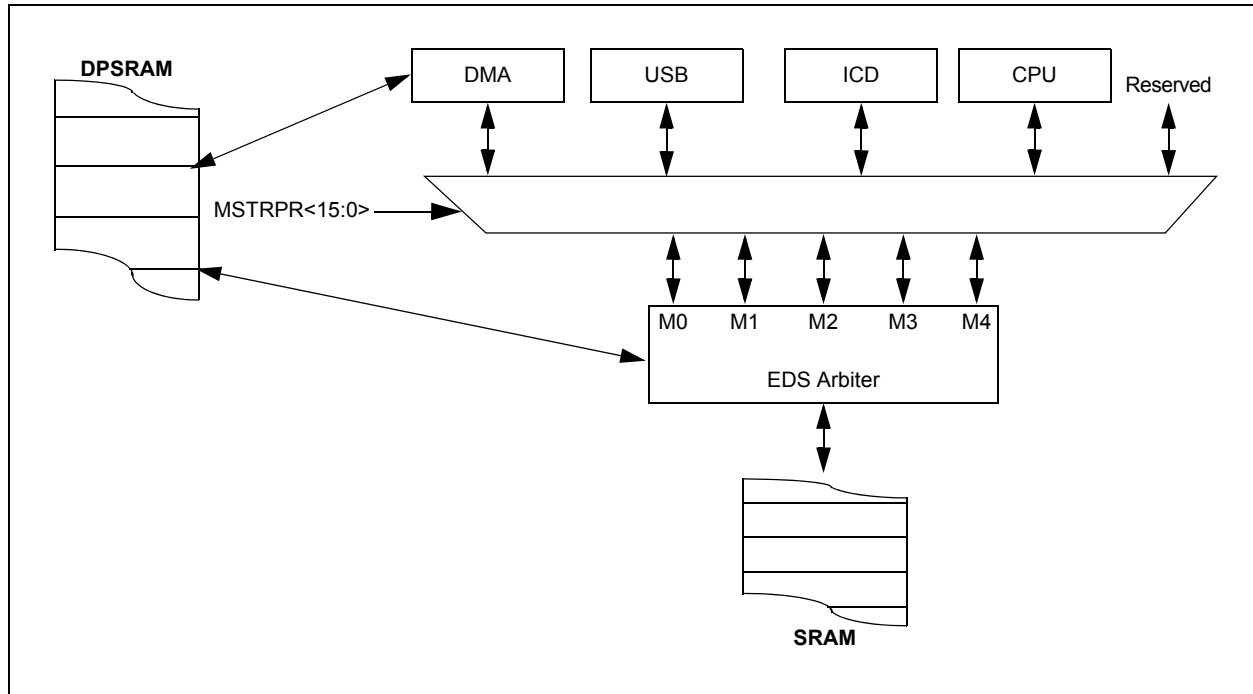 DPSRAM
DMA
USB
ICD
CPU
Reserved
MSTRPR<15:0>
M0
M1
M2
M3
M4
EDS Arbiter
SRAM